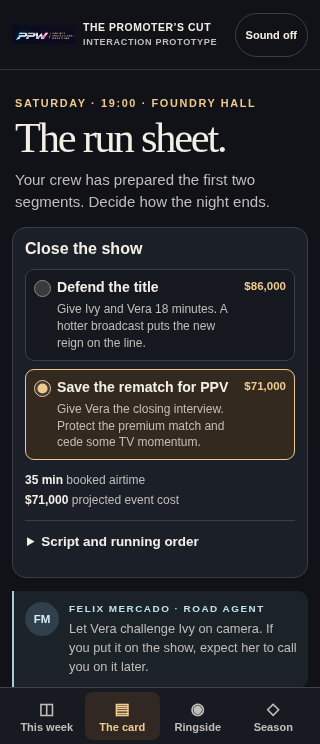 PPW
THE PROMOTER'S CUT
INTERACTION PROTOTYPE
Sound off
SATURDAY · 19:00 · FOUNDRY HALL
The run sheet.
Your crew has prepared the first two
segments. Decide how the night ends.
Close the show
Defend the title
$86,000
Give Ivy and Vera 18 minutes. A
hotter broadcast puts the new
reign on the line.
Save the rematch for PPV
$71,000
Give Vera the closing interview.
Protect the premium match and
cede some TV momentum.
35 min booked airtime
$71,000 projected event cost
Script and running order
FM
FELIX MERCADO · ROAD AGENT
Let Vera challenge Ivy on camera. If
you put it on the show, expect her to call
you on it later.
This week
The card
Ringside
Season